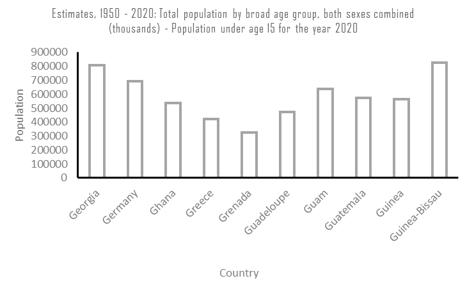 Estimates, 1950 - 2020: Total population by broad age group, both sexes combined
(thousands) - Population under age 15 for the year 2020
900000
800000
700000
600000
500000
400000
300000
200000
100000
0
Population
Georgia
Germany
Ghana
Greece
Grenada
Guadeloupe
Guam
Guatemala
Guinea
Guinea-Bissau
Country